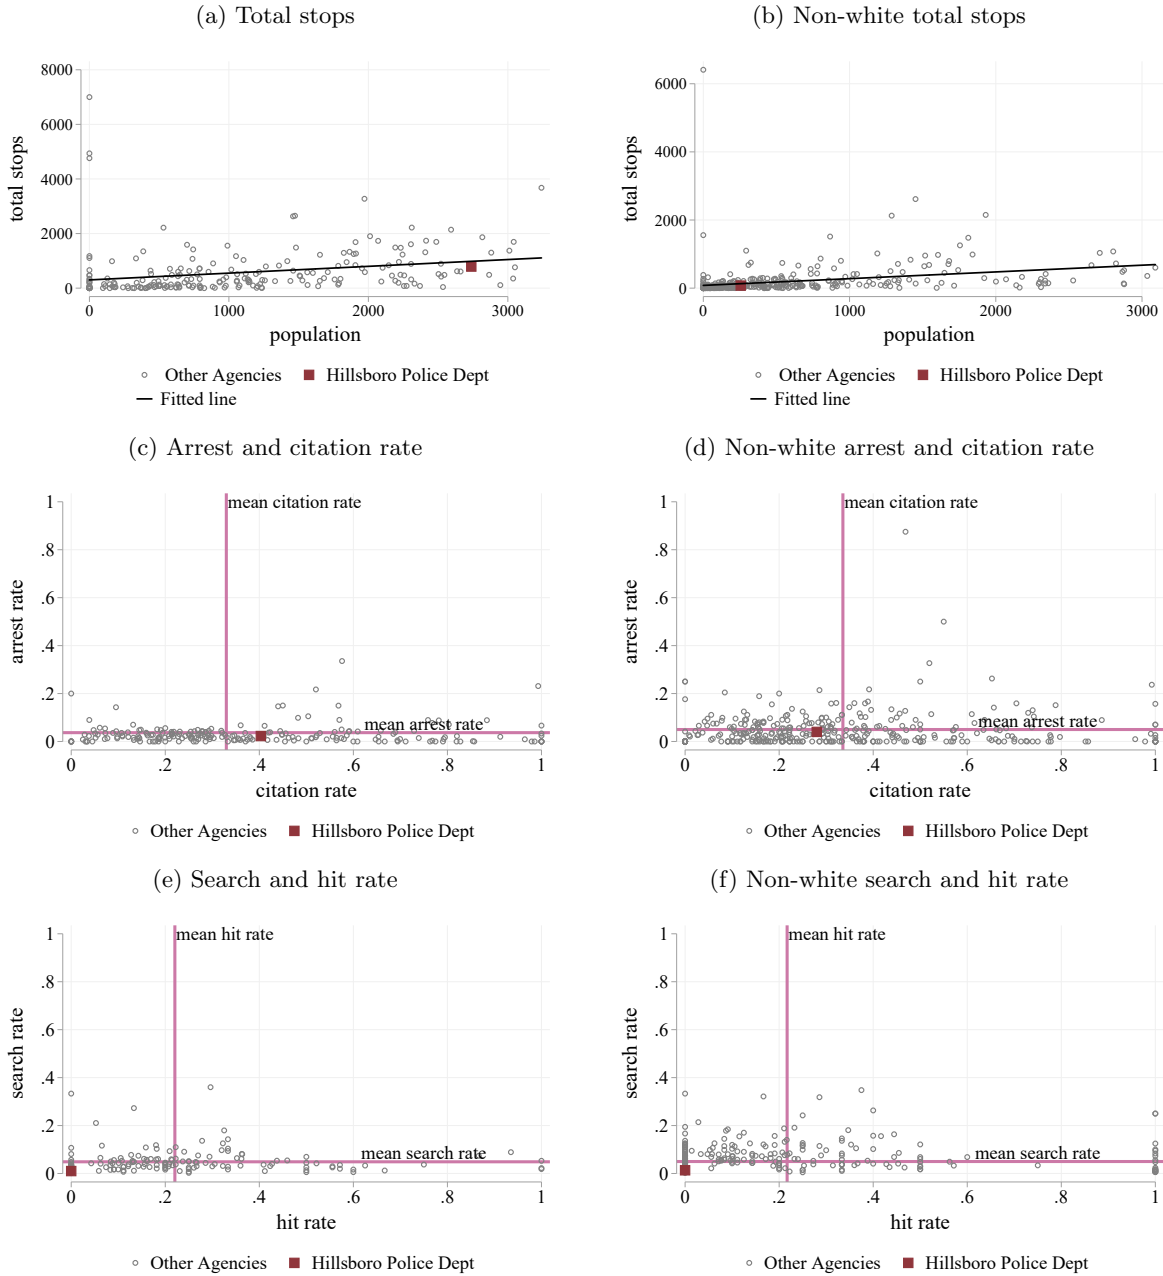 (a) Total stops
total stops
8000
6000
4000
2000
0
0 1000 2000 3000
population
Other Agencies Hillsboro Police Dept
Fitted line
(b) Non-white total stops
total stops
6000
4000
2000
0
0 1000 2000 3000
population
Other Agencies Hillsboro Police Dept
Fitted line
(c) Arrest and citation rate
arrest rate
1
.8
.6
.4
.2
0
mean citation rate
mean arrest rate
0 .2 .4 .6 .8 1
citation rate
Other Agencies Hillsboro Police Dept
(d) Non-white arrest and citation rate
arrest rate
1
.8
.6
.4
.2
0
mean citation rate
mean arrest rate
0 .2 .4 .6 .8 1
citation rate
Other Agencies Hillsboro Police Dept
(e) Search and hit rate
search rate
1
.8
.6
.4
.2
0
mean hit rate
mean search rate
0 .2 .4 .6 .8 1
hit rate
Other Agencies Hillsboro Police Dept
(f) Non-white search and hit rate
search rate
1
.8
.6
.4
.2
0
mean hit rate
mean search rate
0 .2 .4 .6 .8 1
hit rate
Other Agencies Hillsboro Police Dept